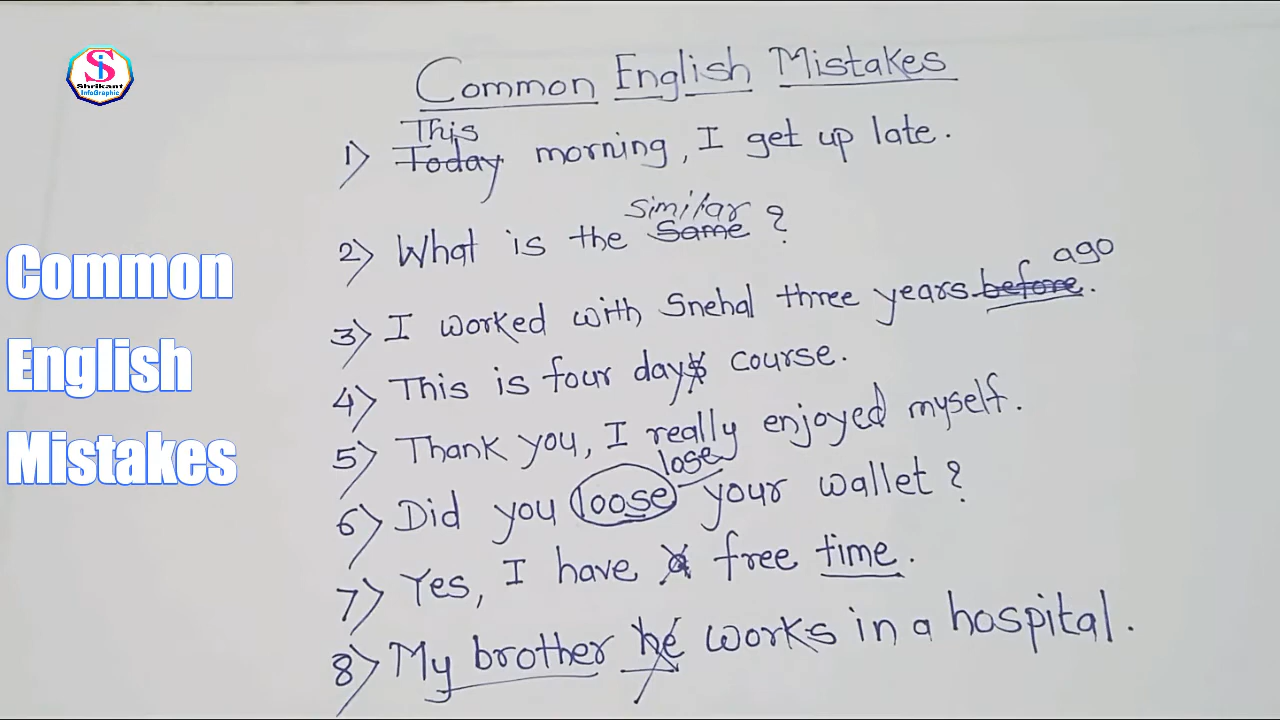 Si
Shrikant
InfoGraphic
Common English Mistakes
This
1) Today morning, I get up late.
similar
2) What is the same ?
ago
3) I worked with Snehal three years before.
4) This is four days course.
5) Thank you, I really enjoyed myself.
lose
6) Did you loose your wallet ?
7) Yes, I have a free time.
8) My brother he works in a hospital.
Common
English
Mistakes